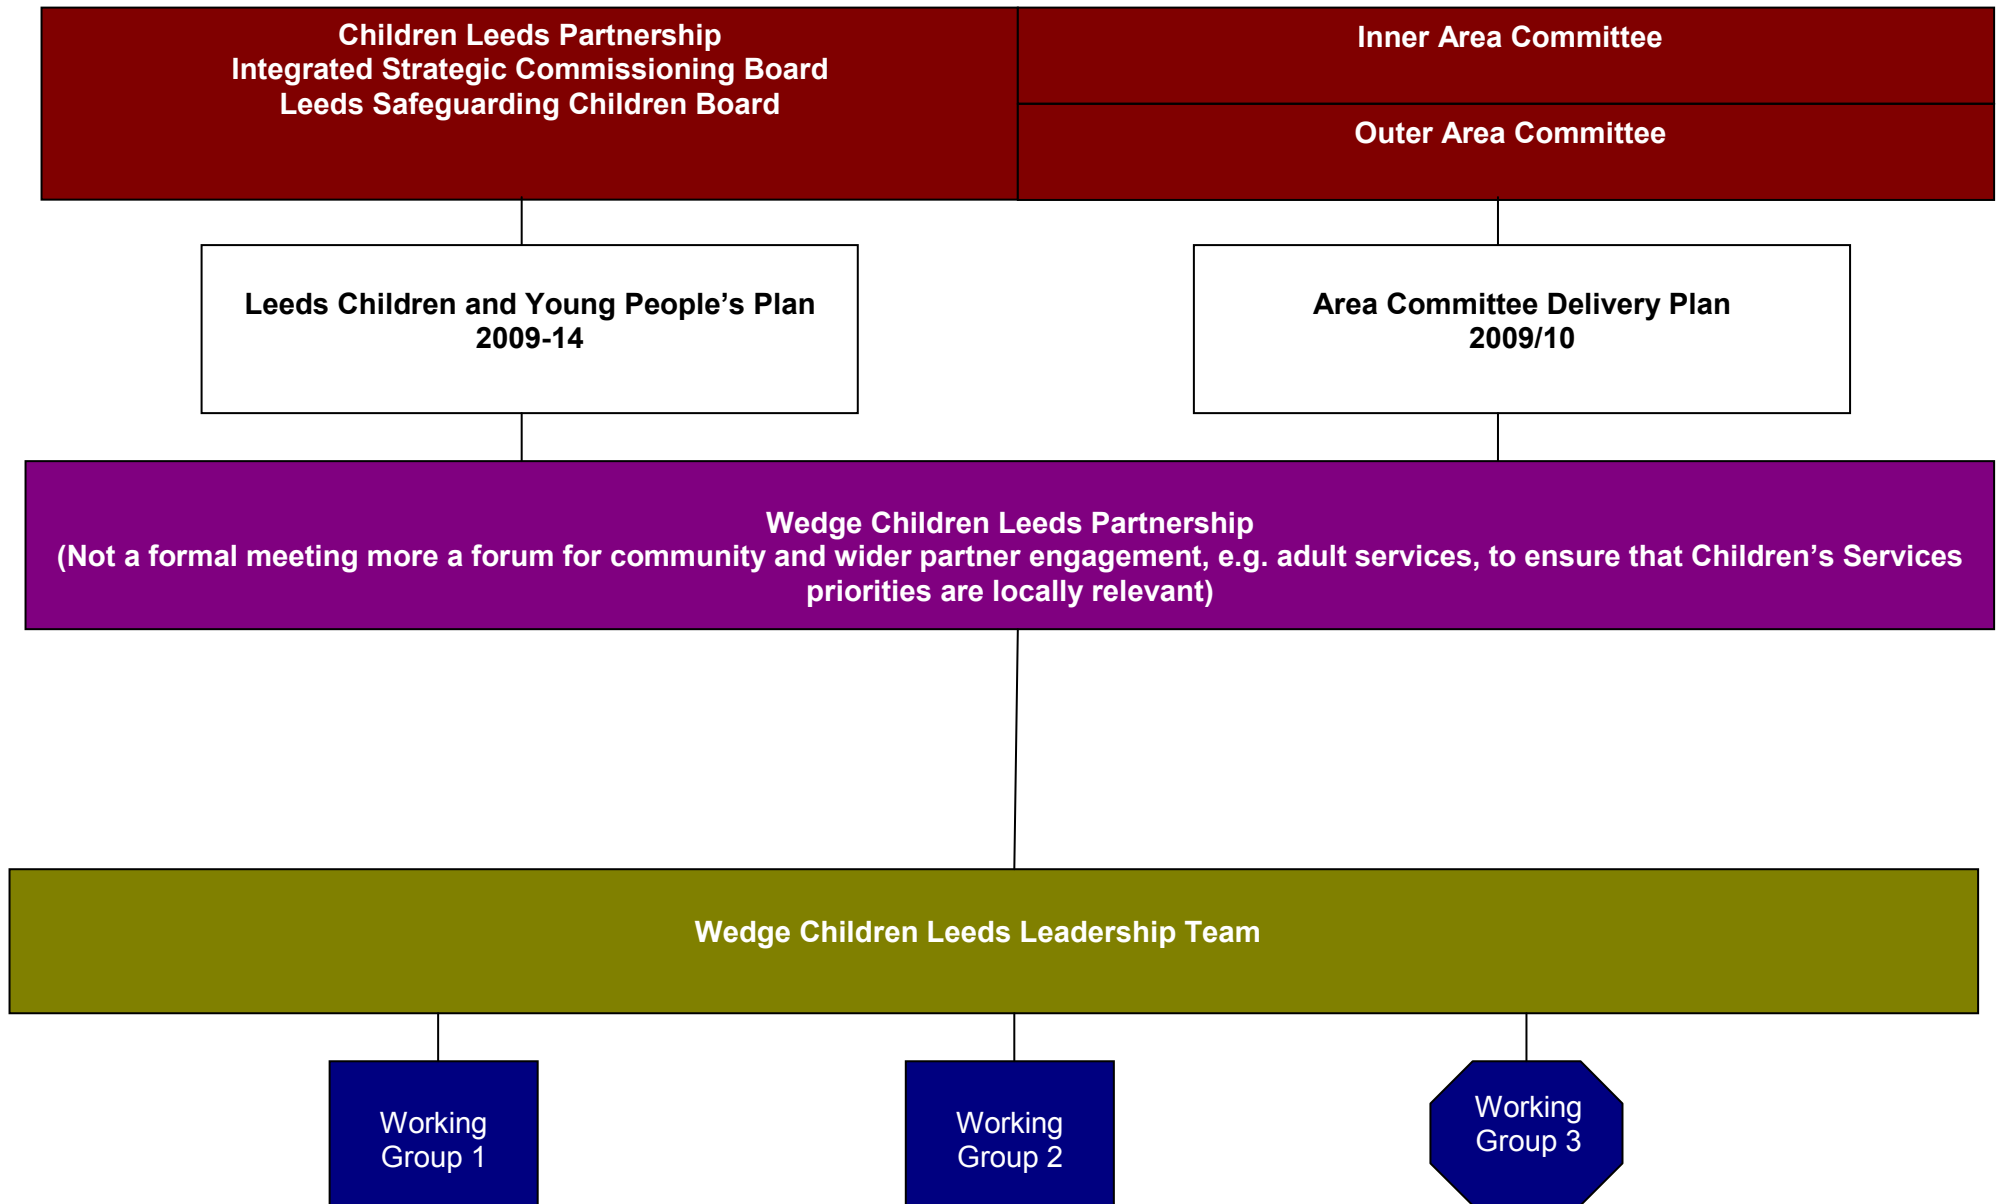 Children Leeds Partnership
Integrated Strategic Commissioning Board
Leeds Safeguarding Children Board
Inner Area Committee
Outer Area Committee
Leeds Children and Young People’s Plan
2009-14
Area Committee Delivery Plan
2009/10
Wedge Children Leeds Partnership
(Not a formal meeting more a forum for community and wider partner engagement, e.g. adult services, to ensure that Children’s Services
priorities are locally relevant)
Wedge Children Leeds Leadership Team
Working
Group 1
Working
Group 2
Working
Group 3